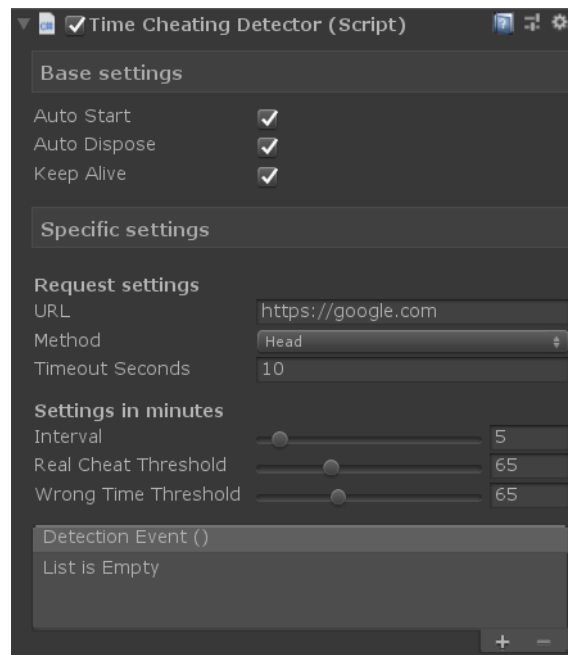 Time Cheating Detector (Script)
Base settings
Auto Start
Auto Dispose
Keep Alive
Specific settings
Request settings
URL https://google.com
Method Head
Timeout Seconds 10
Settings in minutes
Interval 5
Real Cheat Threshold 65
Wrong Time Threshold 65
Detection Event ()
List is Empty